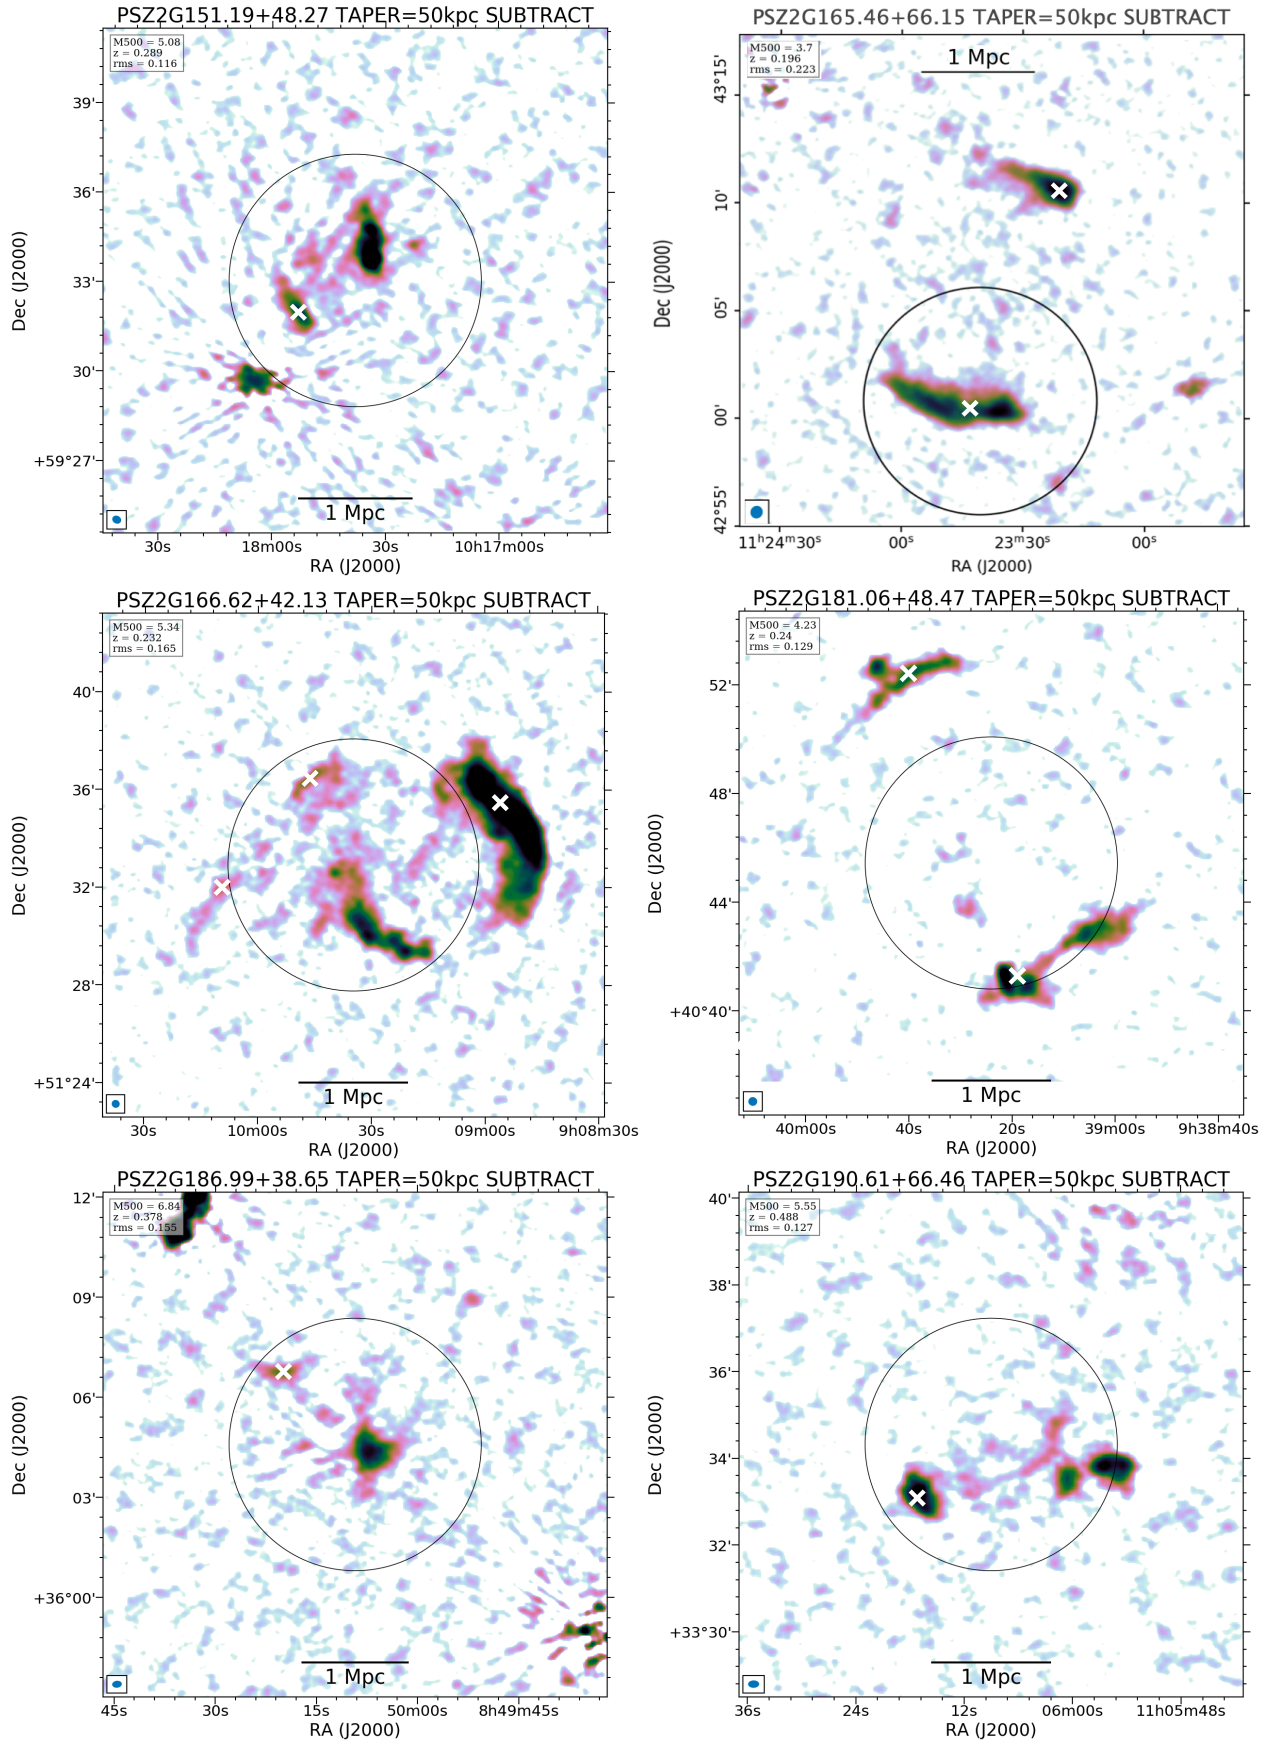 PSZ2G151.19+48.27 TAPER=50kpc SUBTRACT
M500 = 5.08
z = 0.289
rms = 0.116
39'
36'
33'
30'
+59°27'
Dec (J2000)
1 Mpc
30s
18m00s
30s
10h17m00s
RA (J2000)
PSZ2G165.46+66.15 TAPER=50kpc SUBTRACT
M500 = 3.7
z = 0.196
rms = 0.223
1 Mpc
43°15'
10'
05'
00'
42°55'
Dec (J2000)
11h24m30s
00s
23m30s
00s
RA (J2000)
PSZ2G166.62+42.13 TAPER=50kpc SUBTRACT
M500 = 5.34
z = 0.232
rms = 0.165
40'
36'
32'
28'
+51°24'
Dec (J2000)
1 Mpc
30s
10m00s
30s
09m00s
9h08m30s
RA (J2000)
PSZ2G181.06+48.47 TAPER=50kpc SUBTRACT
M500 = 4.23
z = 0.24
rms = 0.129
52'
48'
44'
+40°40'
Dec (J2000)
1 Mpc
40m00s
40s
20s
39m00s
9h38m40s
RA (J2000)
PSZ2G186.99+38.65 TAPER=50kpc SUBTRACT
M500 = 6.84
z = 0.378
rms = 0.155
12'
09'
06'
03'
+36°00'
Dec (J2000)
1 Mpc
45s
30s
15s
50m00s
8h49m45s
RA (J2000)
PSZ2G190.61+66.46 TAPER=50kpc SUBTRACT
M500 = 5.55
z = 0.488
rms = 0.127
40'
38'
36'
34'
32'
+33°30'
Dec (J2000)
1 Mpc
36s
24s
12s
06m00s
11h05m48s
RA (J2000)